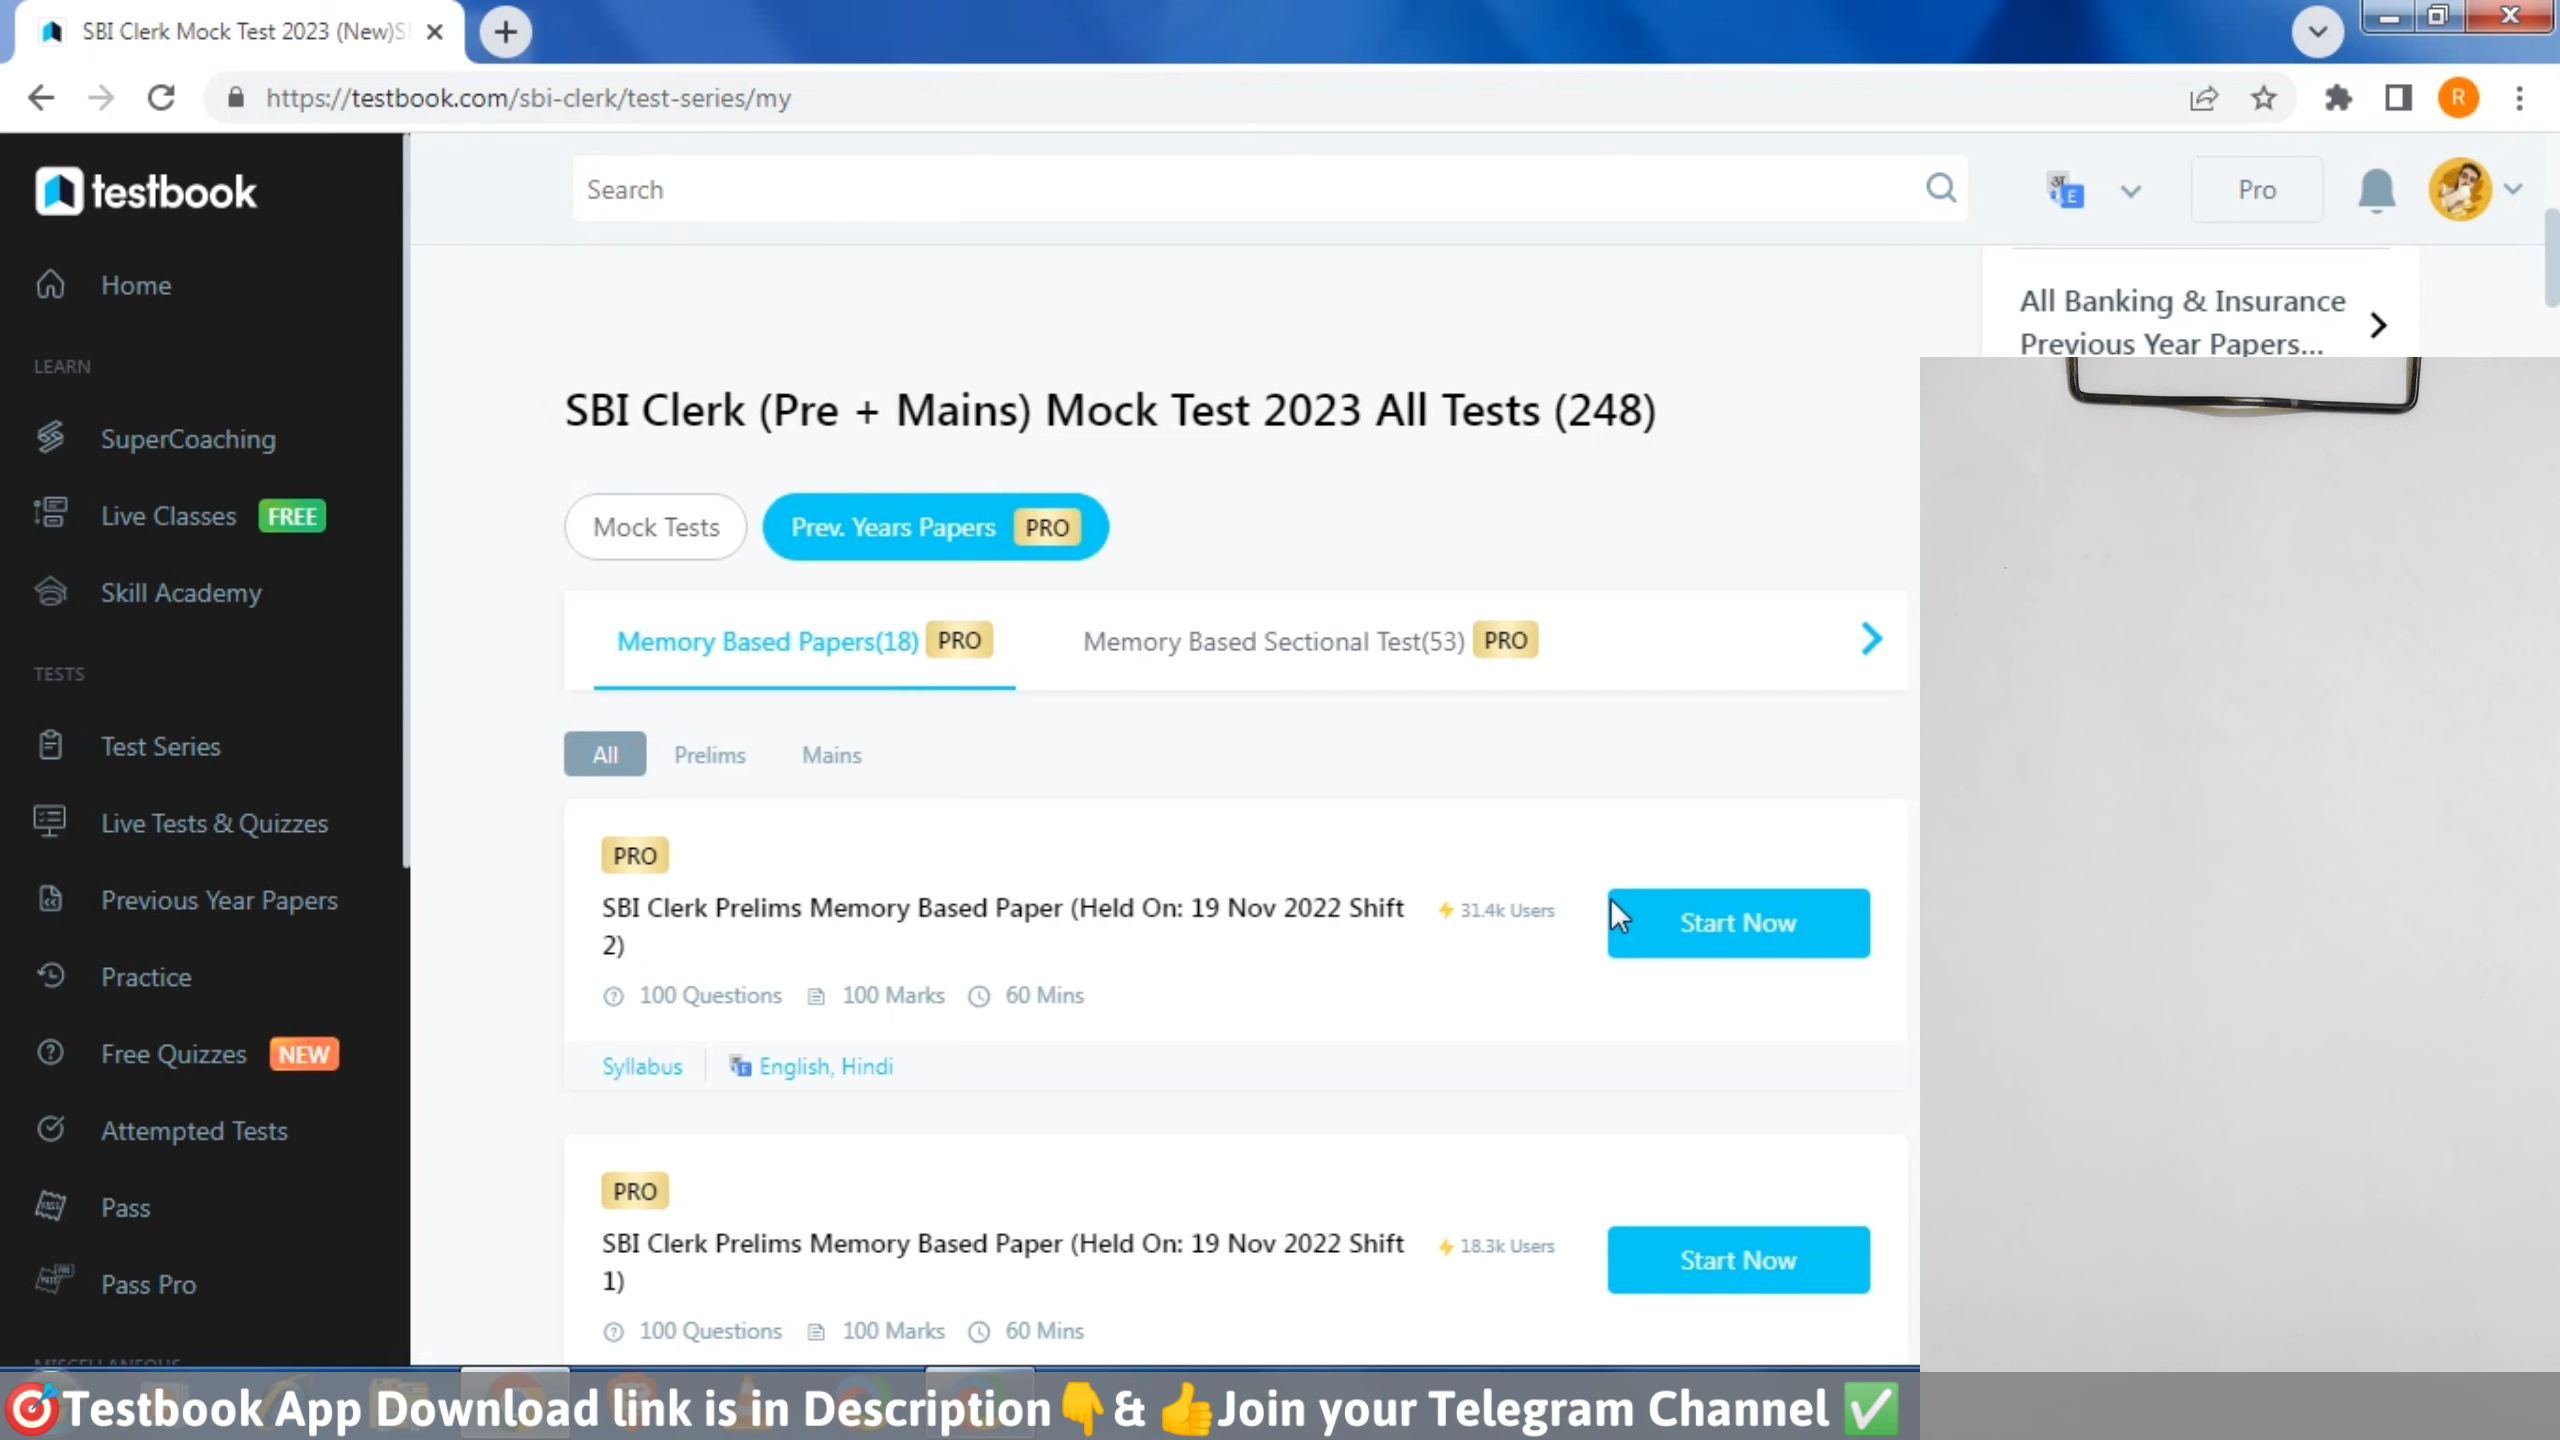 SBI Clerk Mock Test 2023 (New)S
https://testbook.com/sbi-clerk/test-series/my
R
testbook
Search
Pro
Home
LEARN
SuperCoaching
Live Classes FREE
Skill Academy
TESTS
Test Series
Live Tests & Quizzes
Previous Year Papers
Practice
Free Quizzes NEW
Attempted Tests
Pass
Pass Pro
MISCELLANEOUS
All Banking & Insurance
Previous Year Papers...
SBI Clerk (Pre + Mains) Mock Test 2023 All Tests (248)
Mock Tests
Prev. Years Papers PRO
Memory Based Papers(18) PRO
Memory Based Sectional Test(53) PRO
All Prelims Mains
PRO
SBI Clerk Prelims Memory Based Paper (Held On: 19 Nov 2022 Shift
2)
31.4k Users
Start Now
100 Questions 100 Marks 60 Mins
Syllabus English, Hindi
PRO
SBI Clerk Prelims Memory Based Paper (Held On: 19 Nov 2022 Shift
1)
18.3k Users
Start Now
100 Questions 100 Marks 60 Mins
🎯Testbook App Download link is in Description👇& 👍Join your Telegram Channel ✅